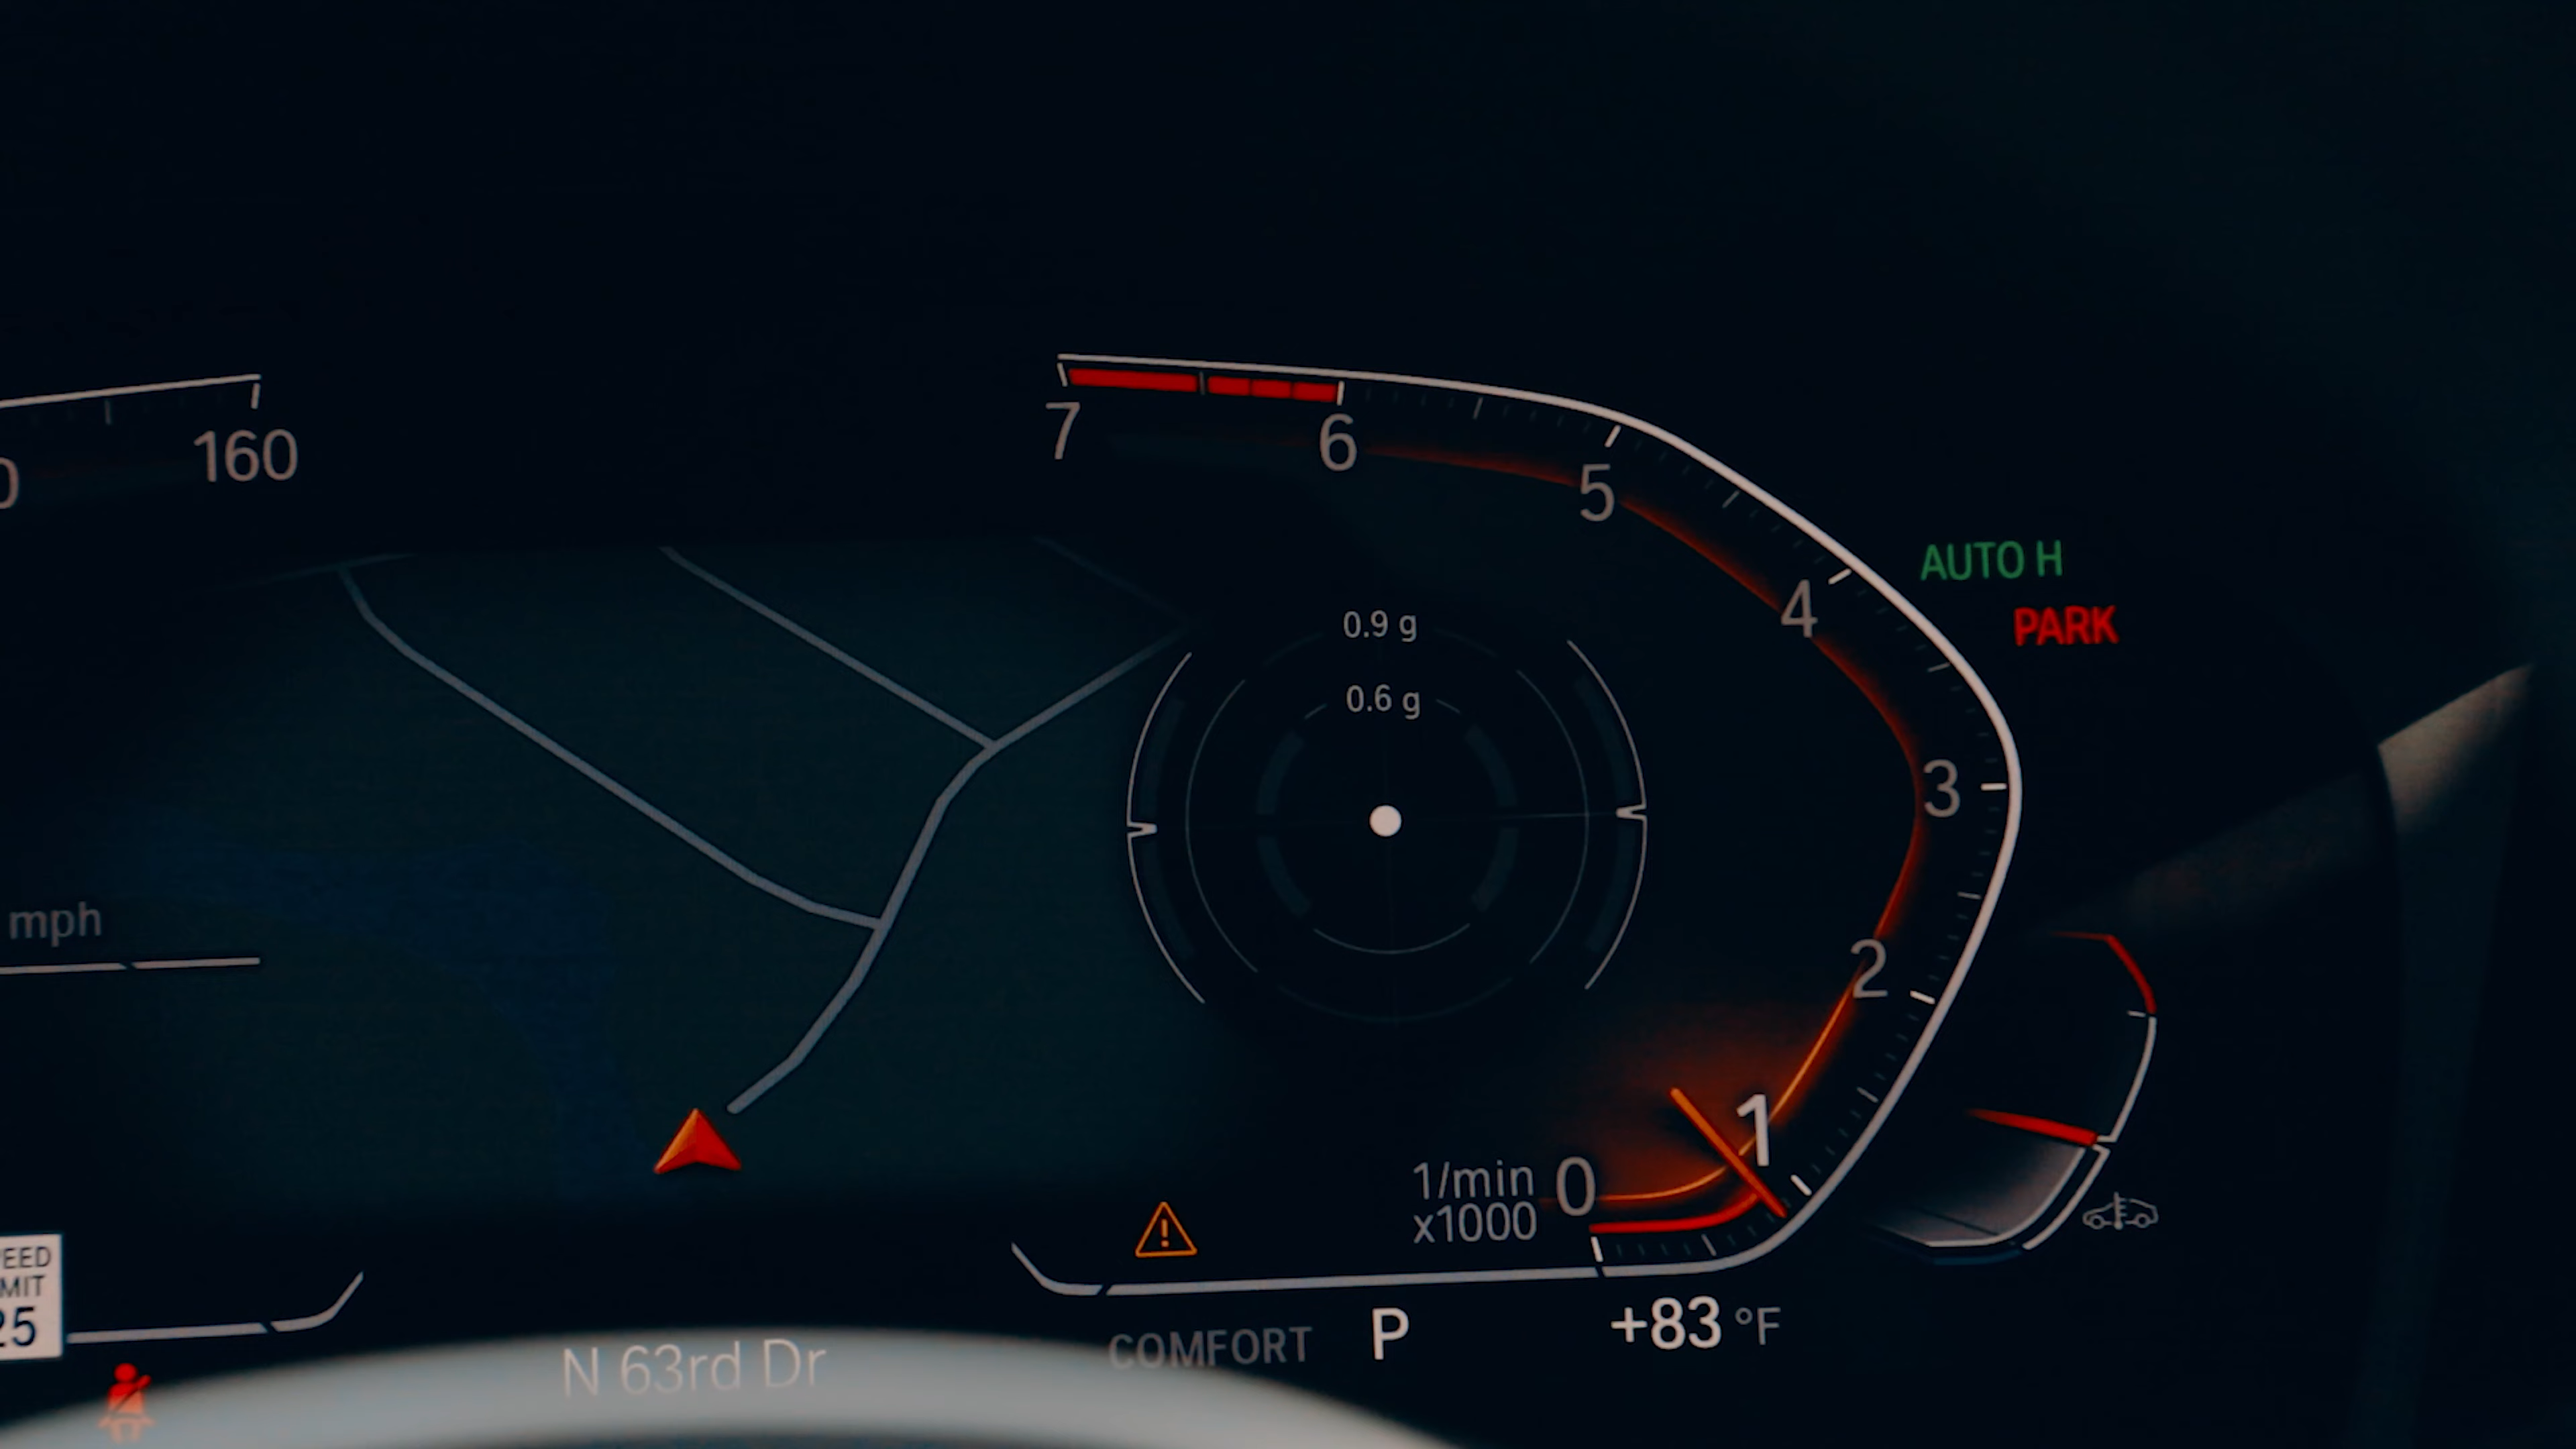 160
7
6
5
4
3
2
1
0
AUTO H
PARK
0.9 g
0.6 g
mph
1/min
x1000
25
N 63rd Dr
COMFORT
P
+83 °F